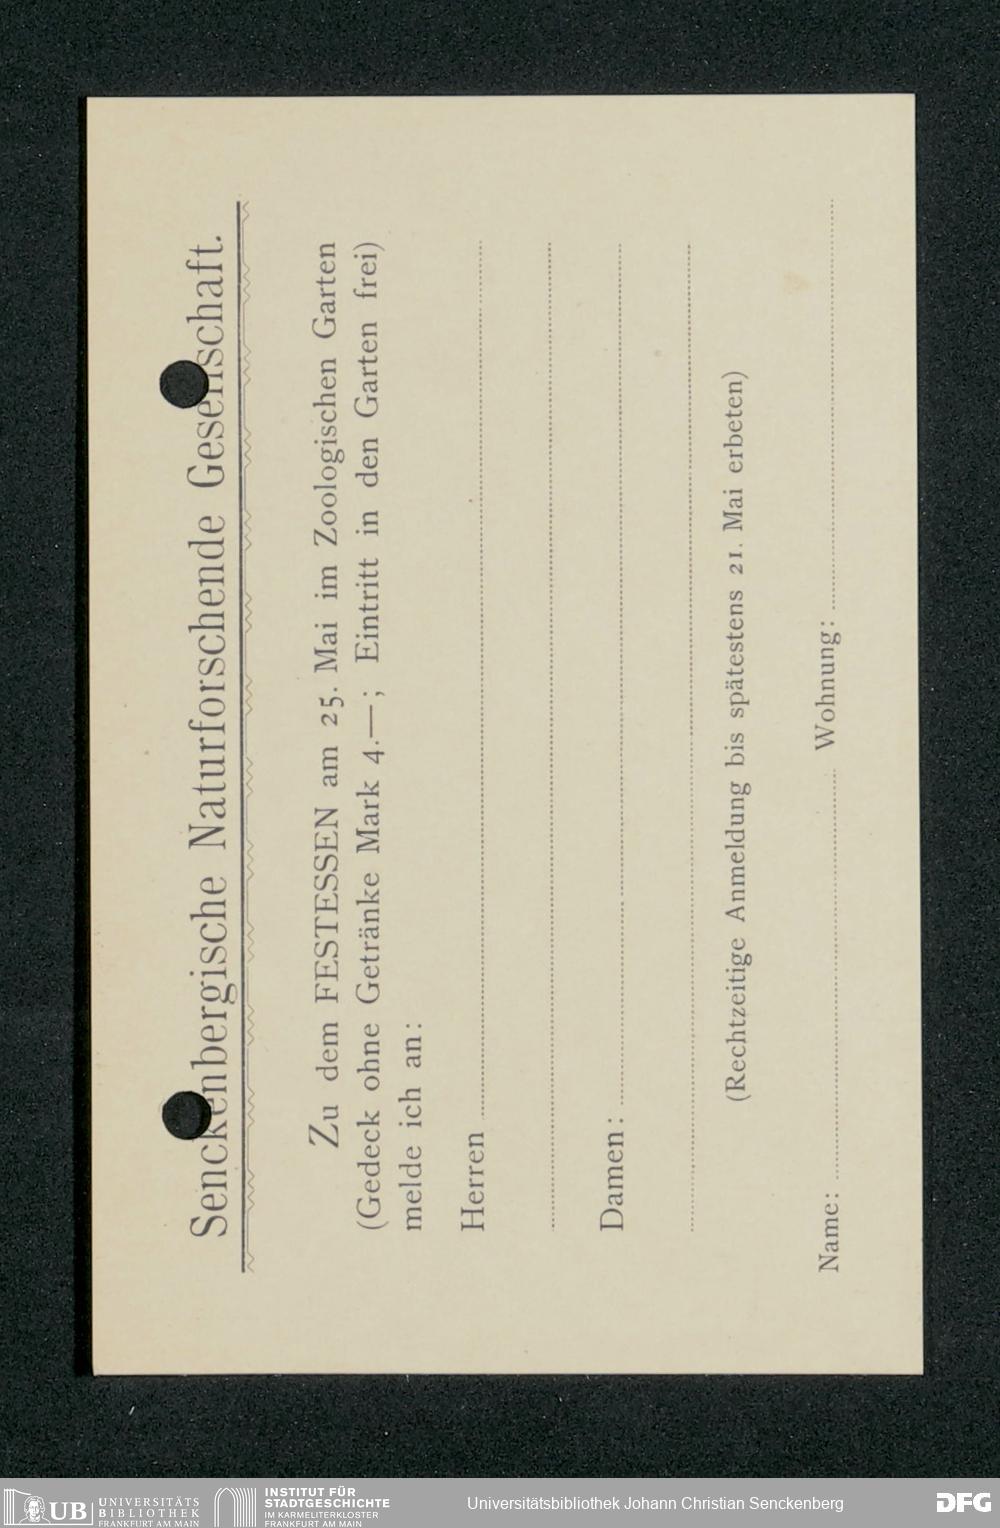 Senckenbergische Naturforschende Gesellschaft.
Zu dem FESTESSEN am 25. Mai im Zoologischen Garten
(Gedeck ohne Getränke Mark 4.—; Eintritt in den Garten frei)
melde ich an:
Herren
Damen:
(Rechtzeitige Anmeldung bis spätestens 21. Mai erbeten)
Name: Wohnung:
UB UNIVERSITÄTS
BIBLIOTHEK
FRANKFURT AM MAIN
INSTITUT FÜR
STADTGESCHICHTE
IM KARMELITERKLOSTER
FRANKFURT AM MAIN
Universitätsbibliothek Johann Christian Senckenberg
DFG